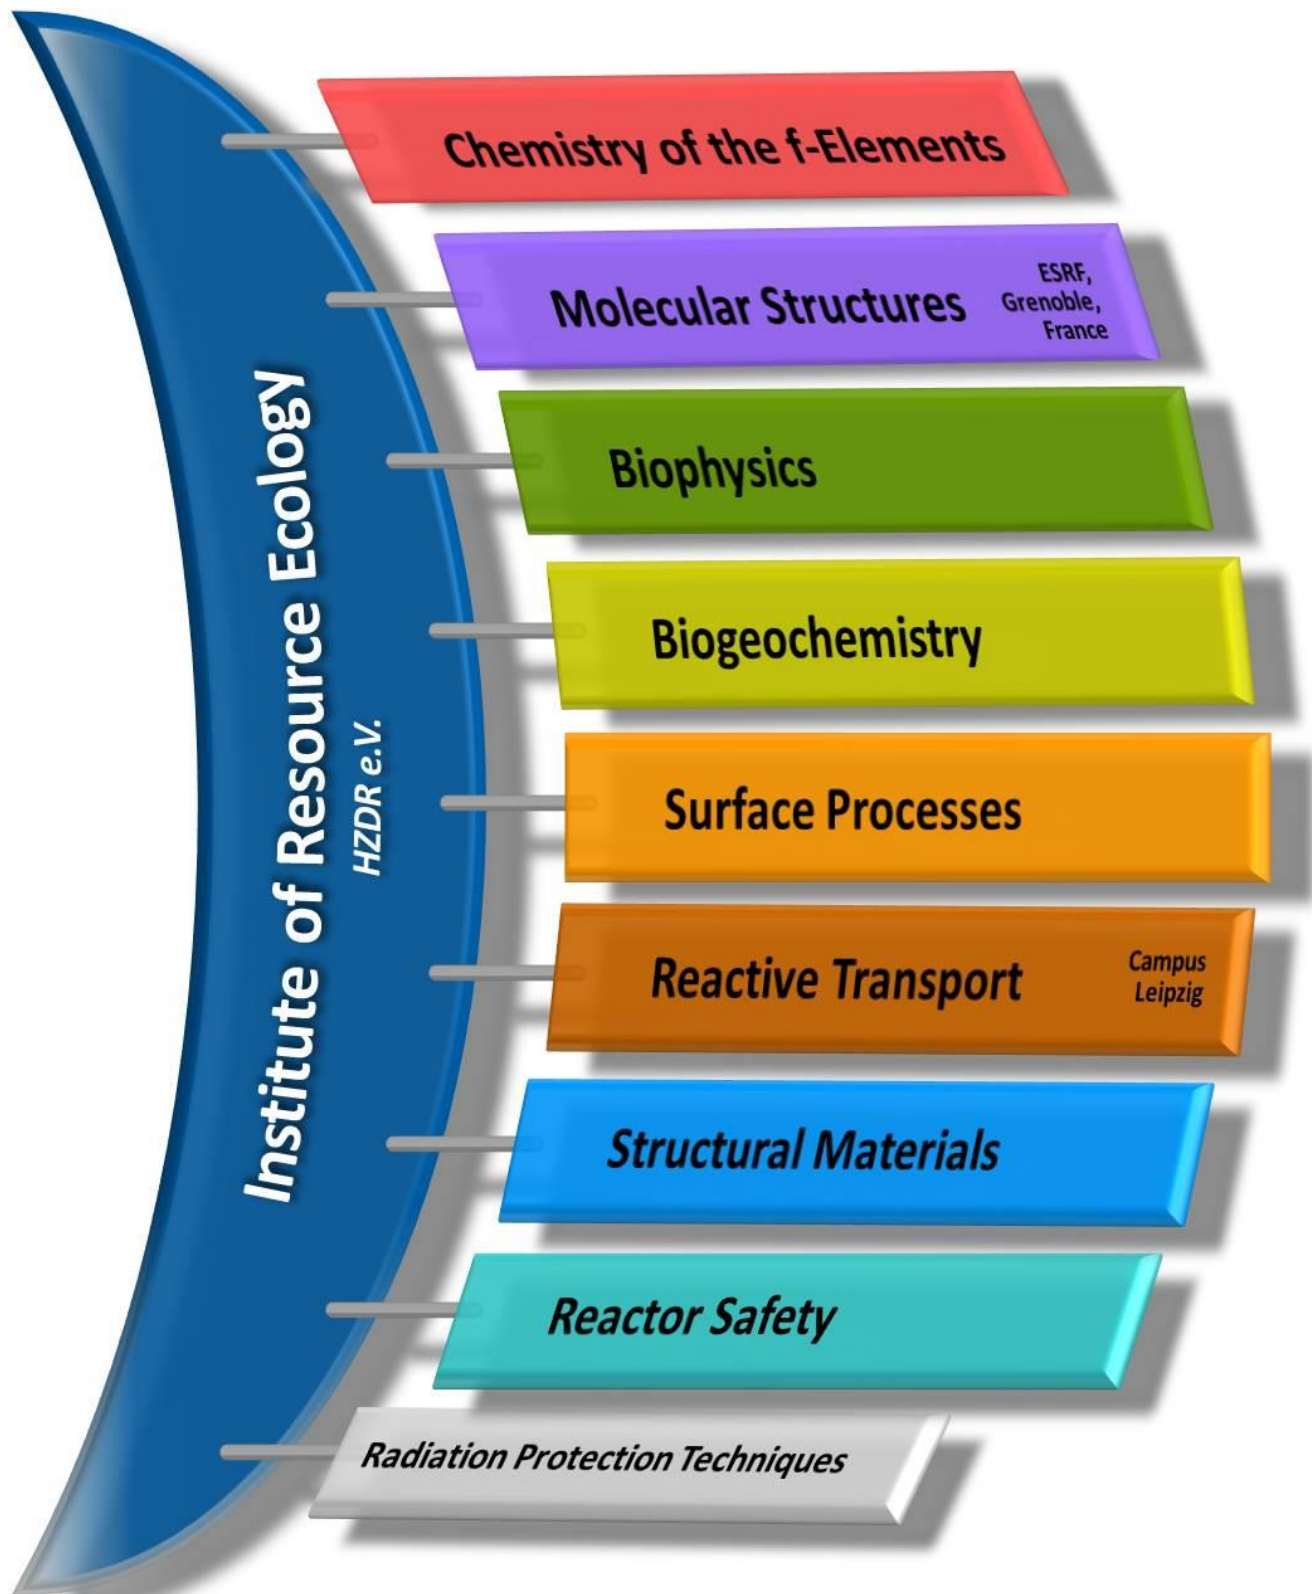 Institute of Resource Ecology
HZDR e.V.
Chemistry of the f-Elements
Molecular Structures
ESRF,
Grenoble,
France
Biophysics
Biogeochemistry
Surface Processes
Reactive Transport
Campus
Leipzig
Structural Materials
Reactor Safety
Radiation Protection Techniques